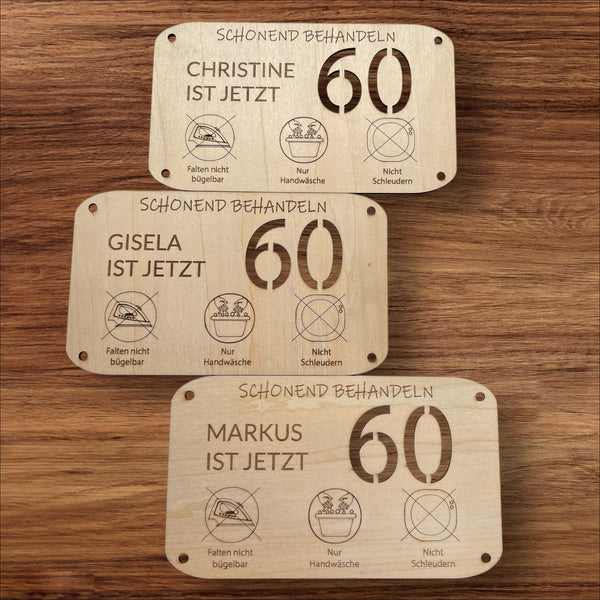 SCHONEND BEHANDELN
CHRISTINE
IST JETZT
60
Falten nicht
bügelbar
Nur
Handwäsche
Nicht
Schleudern
SCHONEND BEHANDELN
GISELA
IST JETZT
60
Falten nicht
bügelbar
Nur
Handwäsche
Nicht
Schleudern
SCHONEND BEHANDELN
MARKUS
IST JETZT
60
Falten nicht
bügelbar
Nur
Handwäsche
Nicht
Schleudern